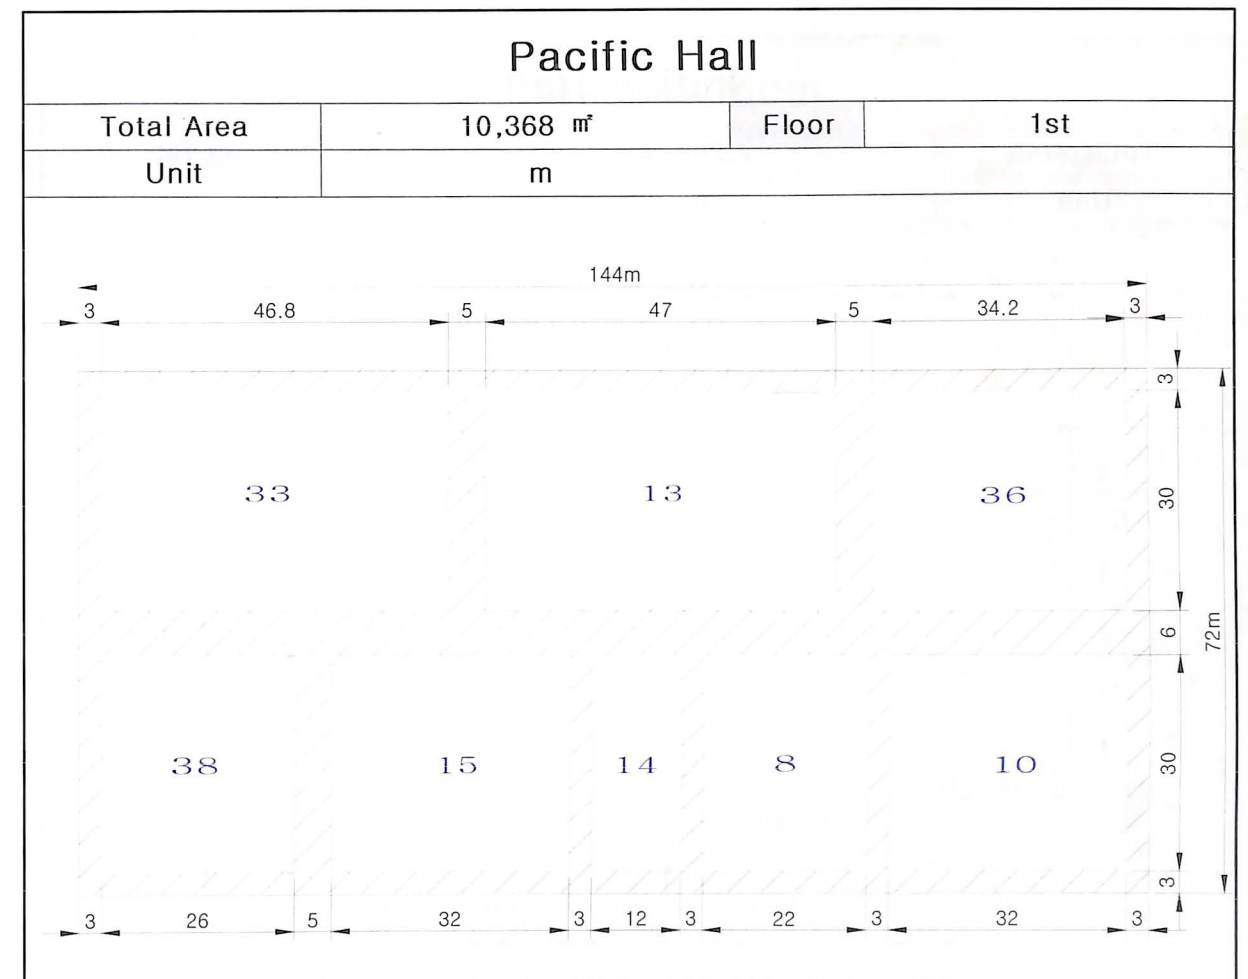 Pacific Hall
Total Area 10,368 ㎡ Floor 1st
Unit m
144m
3 46.8 5 47 5 34.2 3
3
33 13 36
30
6
72m
38 15 14 8 10
30
3
3 26 5 32 3 12 3 22 3 32 3